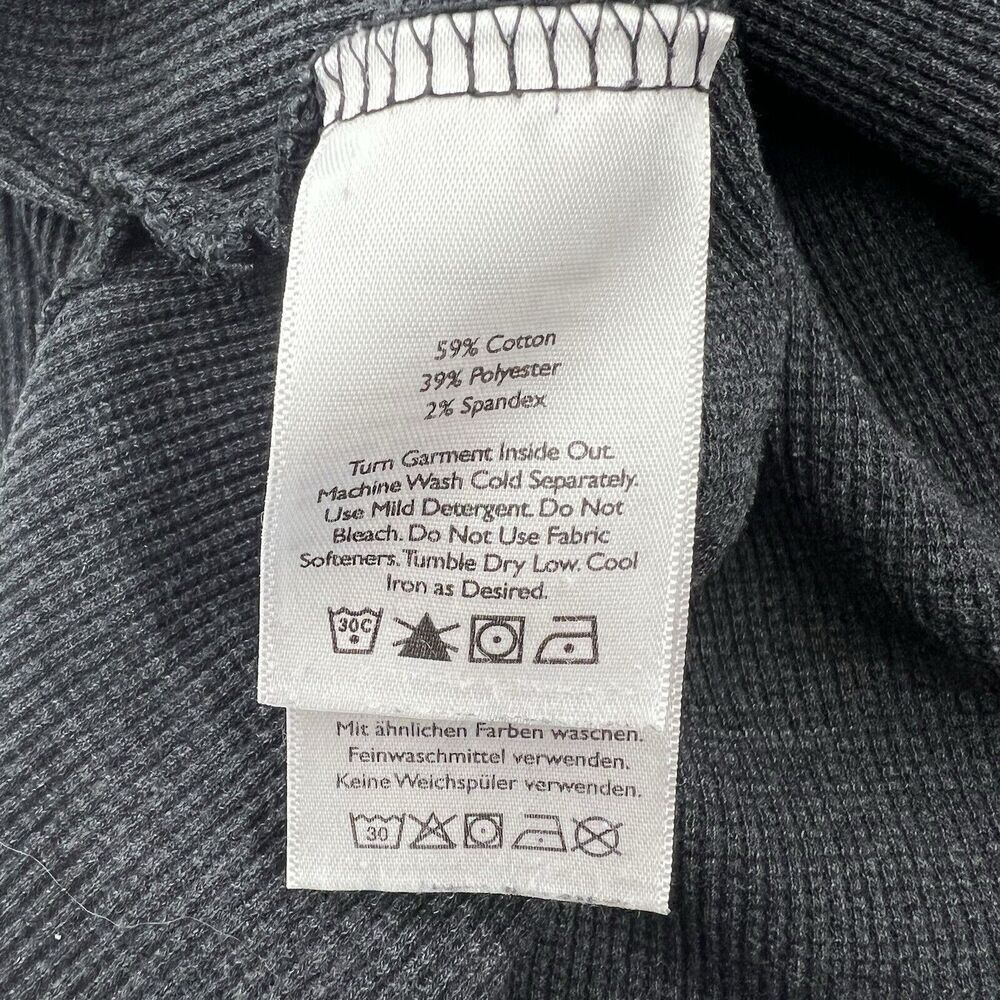 59% Cotton
39% Polyester
2% Spandex
Turn Garment Inside Out.
Machine Wash Cold Separately.
Use Mild Detergent. Do Not
Bleach. Do Not Use Fabric
Softeners. Tumble Dry Low. Cool
Iron as Desired.
30C
Mit ähnlichen Farben waschen.
Feinwaschmittel verwenden.
Keine Weichspüler verwenden.
30